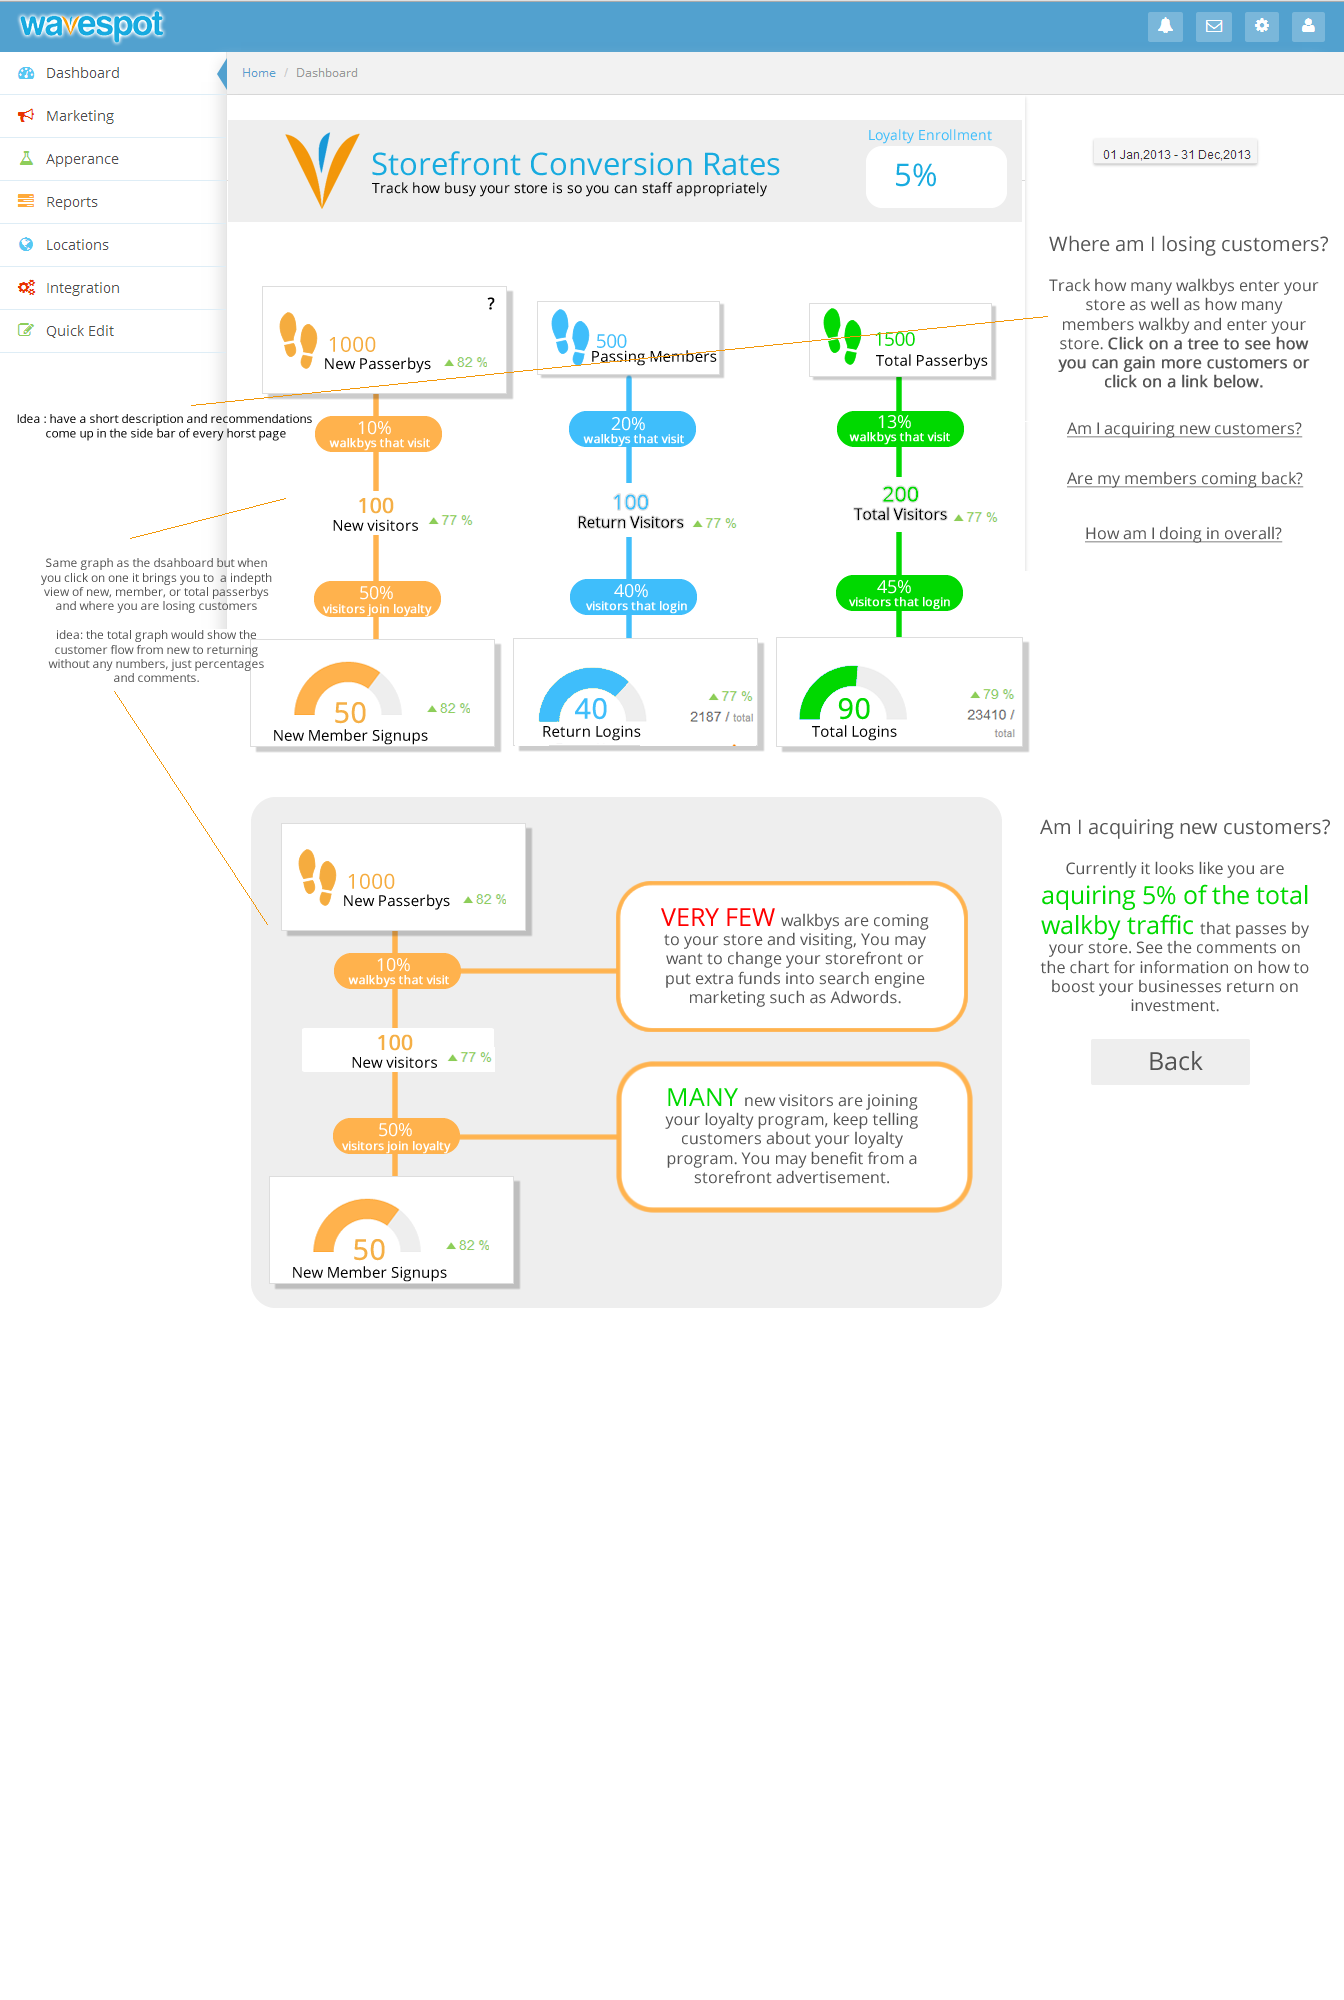 wavespot
Dashboard
Marketing
Apperance
Reports
Locations
Integration
Quick Edit
Home / Dashboard
Storefront Conversion Rates
Track how busy your store is so you can staff appropriately
Loyalty Enrollment
5%
01 Jan,2013 - 31 Dec,2013
Where am I losing customers?
Track how many walkbys enter your
store as well as how many
members walkby and enter your
store. Click on a tree to see how
you can gain more customers or
click on a link below.
Am I acquiring new customers?
Are my members coming back?
How am I doing in overall?
?
1000
New Passerbys
82 %
10%
walkbys that visit
100
New visitors
77 %
50%
visitors join loyalty
50
New Member Signups
82 %
500
Passing Members
20%
walkbys that visit
100
Return Visitors
77 %
40%
visitors that login
40
Return Logins
77 %
2187 / total
1500
Total Passerbys
13%
walkbys that visit
200
Total Visitors
77 %
45%
visitors that login
90
Total Logins
79 %
23410 /
total
Idea : have a short description and recommendations
come up in the side bar of every horst page
Same graph as the dsahboard but when
you click on one it brings you to a indepth
view of new, member, or total passerbys
and where you are losing customers
idea: the total graph would show the
customer flow from new to returning
without any numbers, just percentages
and comments.
1000
New Passerbys
82 %
10%
walkbys that visit
100
New visitors
77 %
50%
visitors join loyalty
50
New Member Signups
82 %
VERY FEW walkbys are coming
to your store and visiting, You may
want to change your storefront or
put extra funds into search engine
marketing such as Adwords.
MANY new visitors are joining
your loyalty program, keep telling
customers about your loyalty
program. You may benefit from a
storefront advertisement.
Am I acquiring new customers?
Currently it looks like you are
aquiring 5% of the total
walkby traffic that passes by
your store. See the comments on
the chart for information on how to
boost your businesses return on
investment.
Back